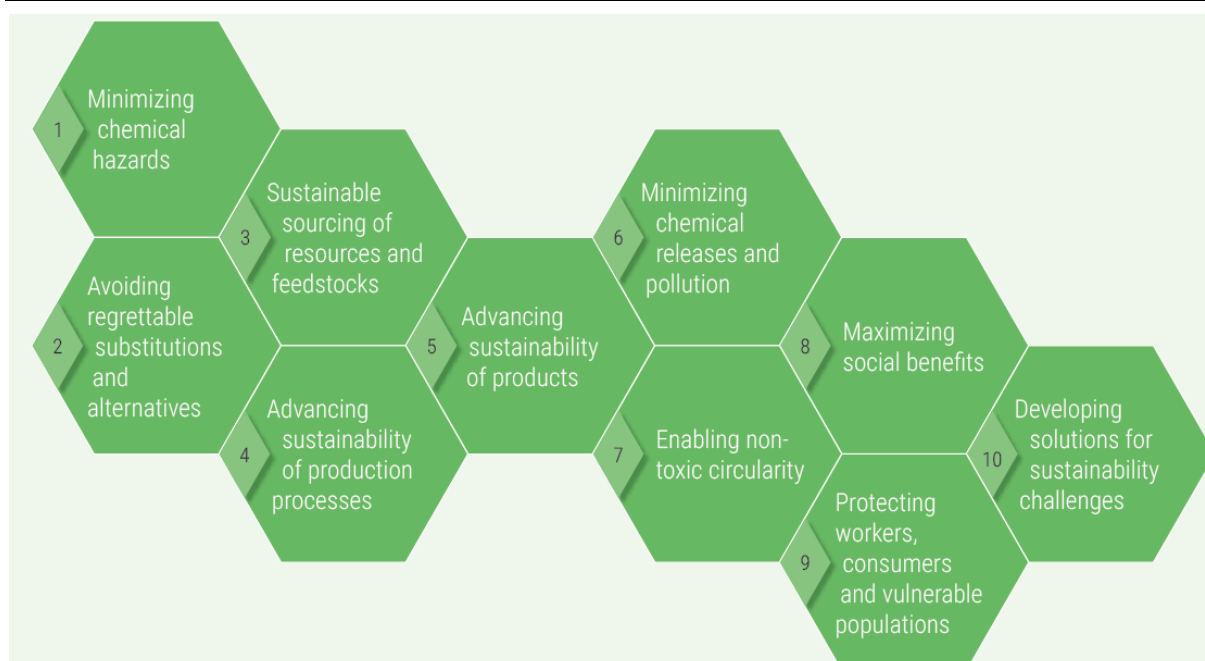 1
Minimizing
chemical
hazards
2
Avoiding
regrettable
substitutions
and
alternatives
3
Sustainable
sourcing of
resources and
feedstocks
4
Advancing
sustainability
of production
processes
5
Advancing
sustainability
of products
6
Minimizing
chemical
releases and
pollution
7
Enabling non-
toxic circularity
8
Maximizing
social benefits
9
Protecting
workers,
consumers
and vulnerable
populations
10
Developing
solutions for
sustainability
challenges